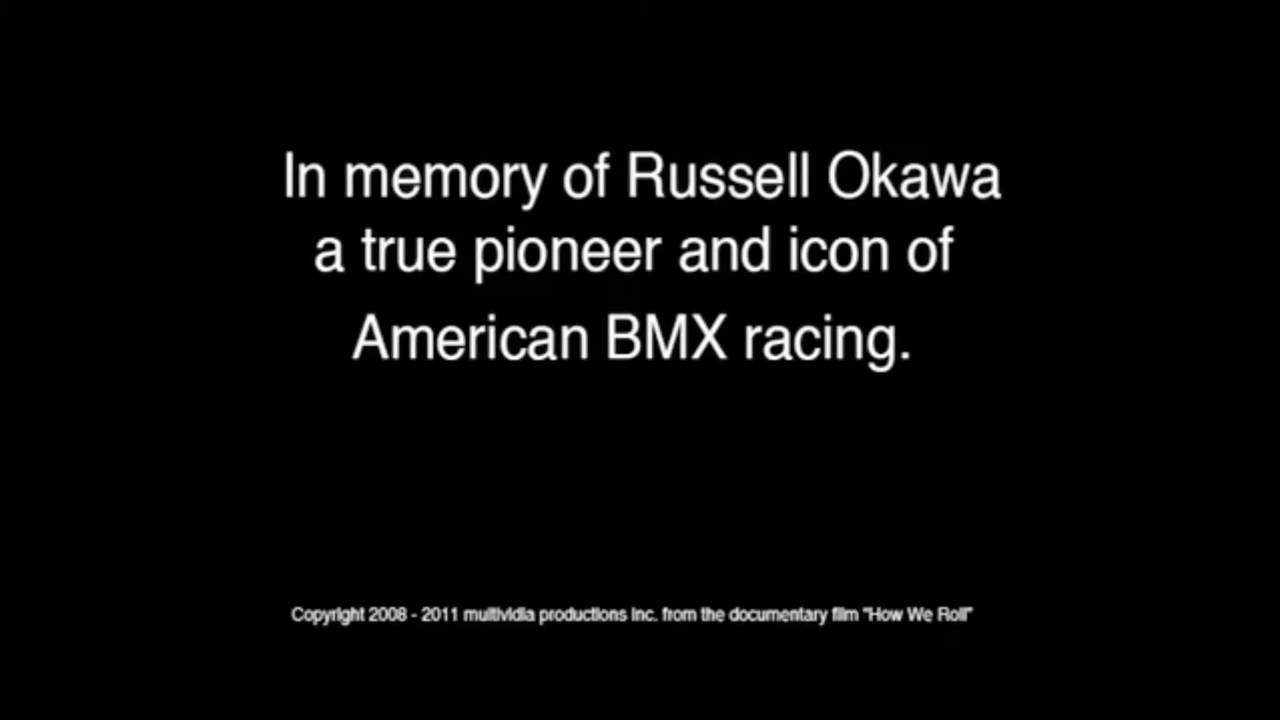 In memory of Russell Okawa
a true pioneer and icon of
American BMX racing.
Copyright 2008 - 2011 multividia productions inc. from the documentary film "How We Roll"